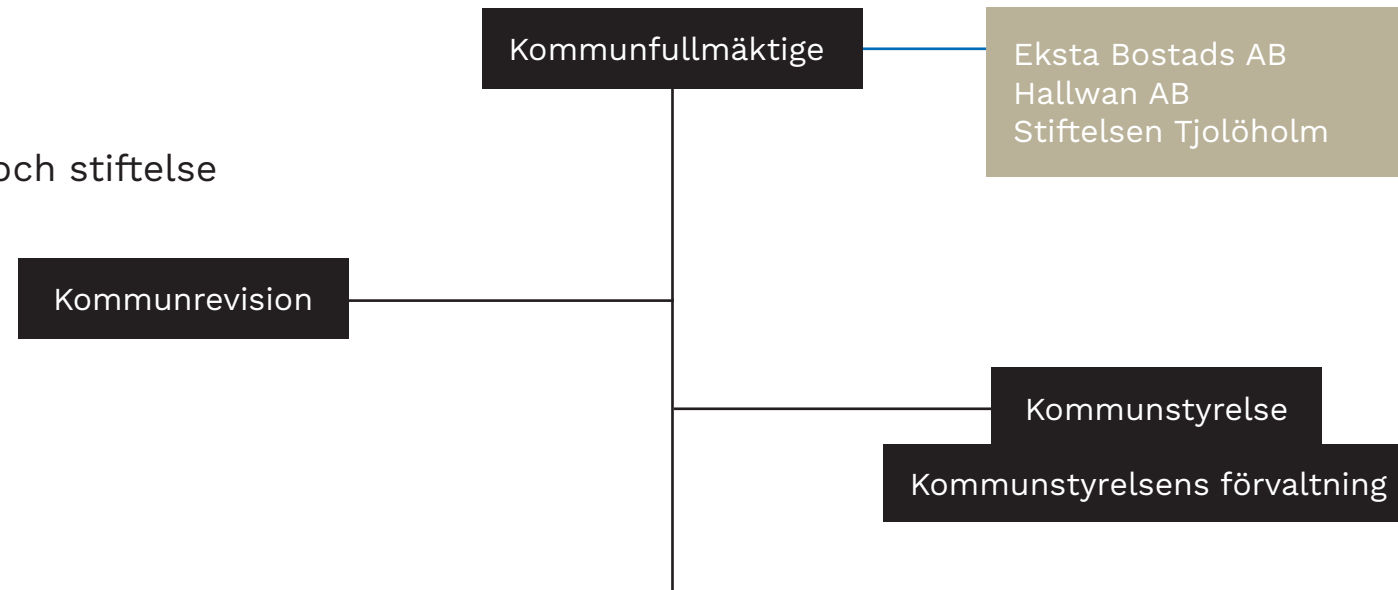 Kommunfullmäktige
Eksta Bostads AB
Hallwan AB
Stiftelsen Tjolöholm
och stiftelse
Kommunrevision
Kommunstyrelse
Kommunstyrelsens förvaltning